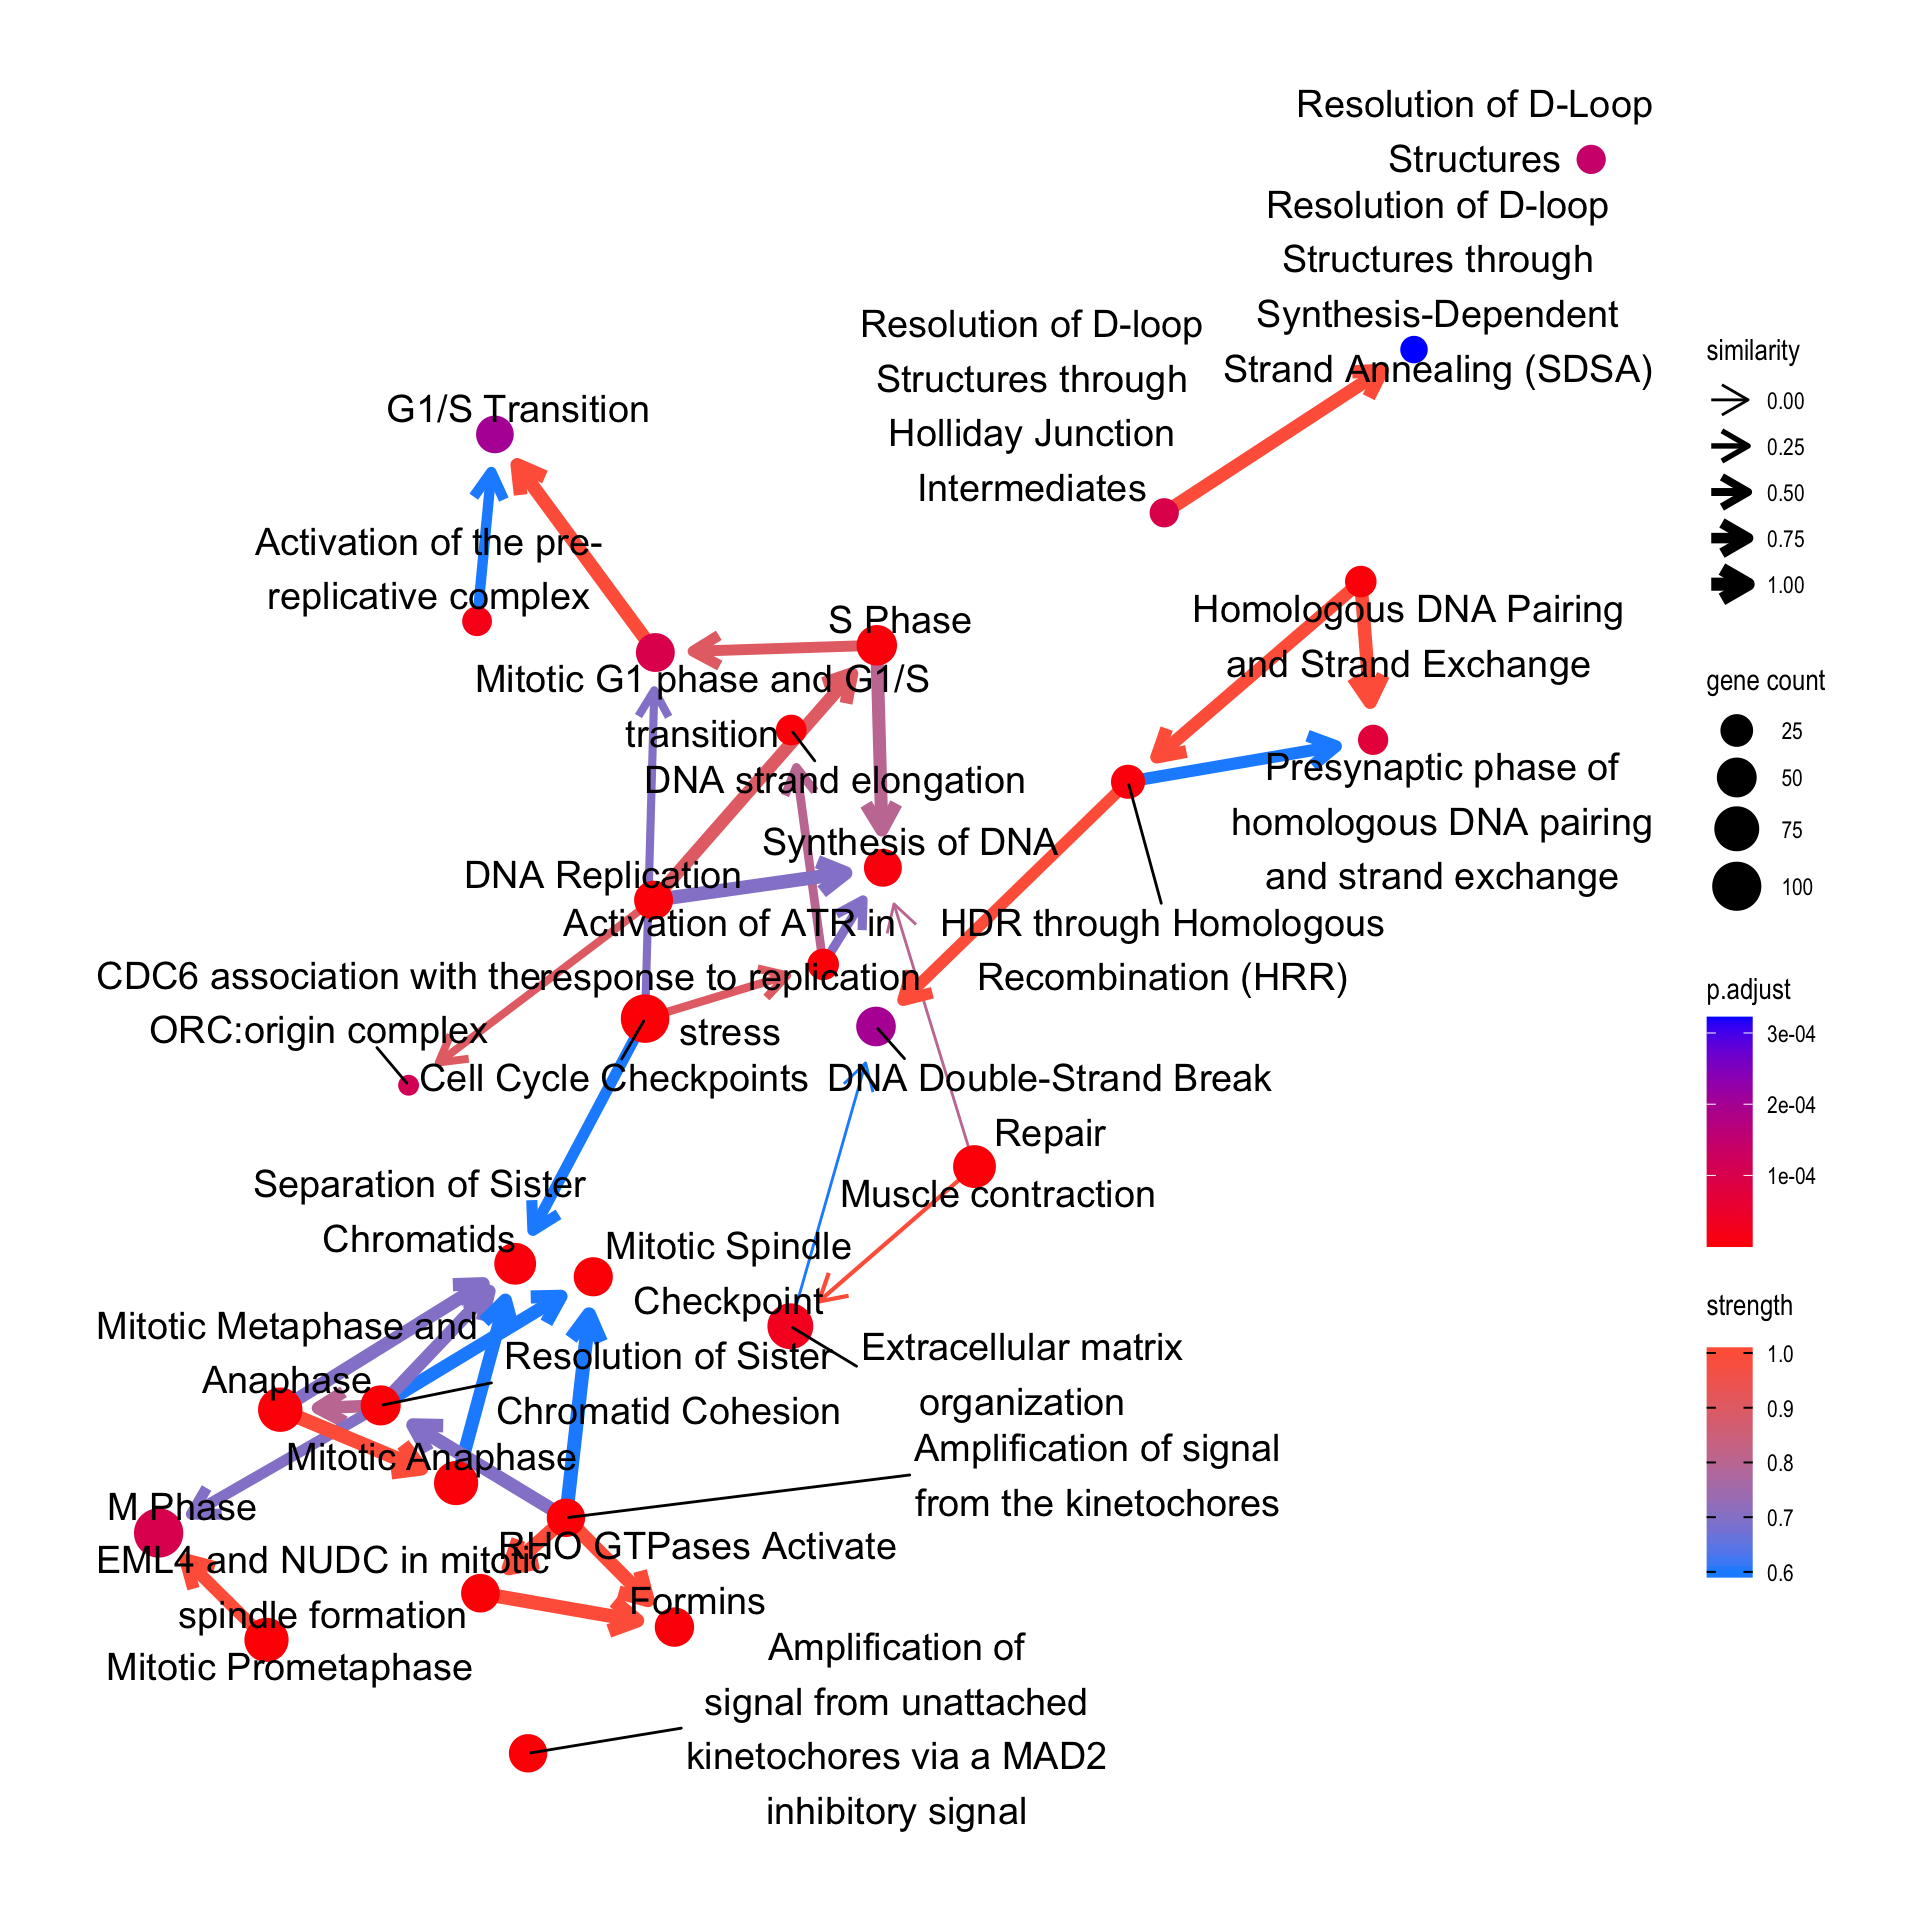 Resolution of D-Loop
Structures
Resolution of D-loop
Structures through
Synthesis-Dependent
Strand Annealing (SDSA)
Resolution of D-loop
Structures through
Holliday Junction
Intermediates
G1/S Transition
Activation of the pre-
replicative complex
S Phase
Mitotic G1 phase and G1/S
transition
DNA strand elongation
Homologous DNA Pairing
and Strand Exchange
Presynaptic phase of
homologous DNA pairing
and strand exchange
Synthesis of DNA
DNA Replication
Activation of ATR in
response to replication
stress
HDR through Homologous
Recombination (HRR)
CDC6 association with the
ORC:origin complex
Cell Cycle Checkpoints
DNA Double-Strand Break
Repair
Muscle contraction
Separation of Sister
Chromatids
Mitotic Spindle
Checkpoint
Mitotic Metaphase and
Anaphase
Resolution of Sister
Chromatid Cohesion
Extracellular matrix
organization
Mitotic Anaphase
Amplification of signal
from the kinetochores
M Phase
RHO GTPases Activate
Formins
EML4 and NUDC in mitotic
spindle formation
Mitotic Prometaphase
Amplification of
signal from unattached
kinetochores via a MAD2
inhibitory signal
similarity
0.00
0.25
0.50
0.75
1.00
gene count
25
50
75
100
p.adjust
3e-04
2e-04
1e-04
strength
1.0
0.9
0.8
0.7
0.6